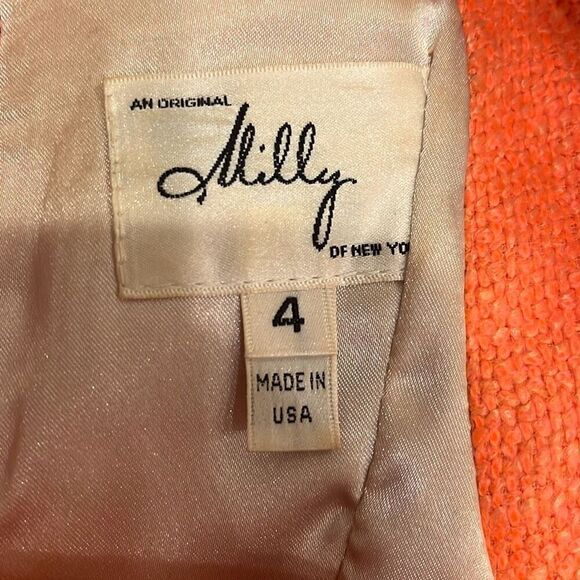 AN ORIGINAL
Milly
OF NEW YO
4
MADE IN
USA